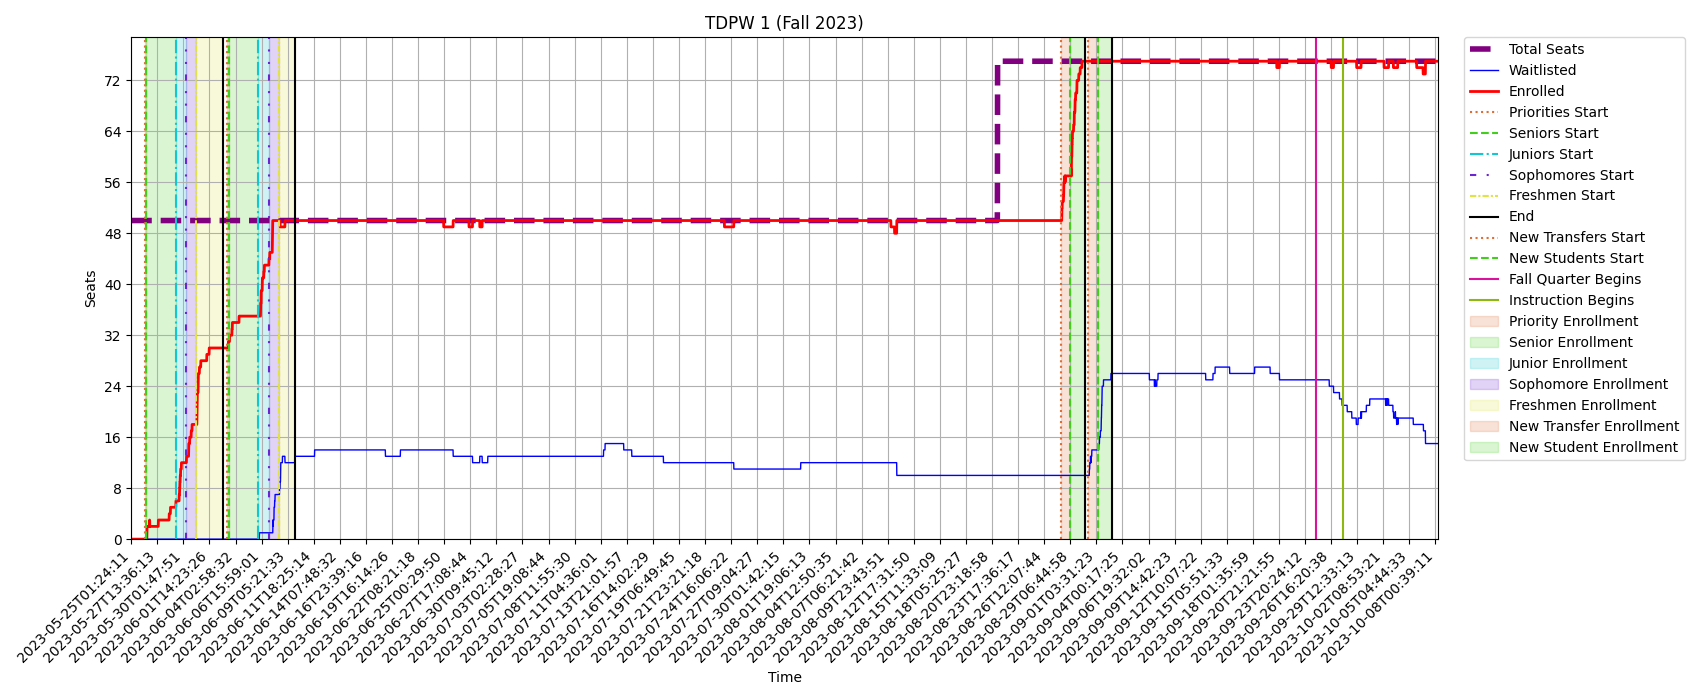 TDPW 1 (Fall 2023)
Seats
72
64
56
48
40
32
24
16
8
0
2023-05-25T01:24:11
2023-05-27T13:36:13
2023-05-30T01:47:51
2023-06-01T14:23:26
2023-06-04T02:58:32
2023-06-06T15:59:01
2023-06-09T05:21:33
2023-06-11T18:25:14
2023-06-14T07:48:32
2023-06-16T23:39:16
2023-06-19T16:14:26
2023-06-22T08:21:18
2023-06-25T00:29:50
2023-06-27T17:08:44
2023-06-30T09:45:12
2023-07-03T02:28:27
2023-07-05T19:08:44
2023-07-08T11:55:30
2023-07-11T04:36:01
2023-07-13T21:01:57
2023-07-16T14:02:29
2023-07-19T06:49:45
2023-07-21T23:21:18
2023-07-24T16:06:22
2023-07-27T09:04:27
2023-07-30T01:42:15
2023-08-01T19:06:13
2023-08-04T12:50:35
2023-08-07T06:21:42
2023-08-09T23:43:51
2023-08-12T17:31:50
2023-08-15T11:33:09
2023-08-18T05:25:27
2023-08-20T23:18:58
2023-08-23T17:36:17
2023-08-26T12:07:44
2023-08-29T06:44:58
2023-09-01T03:31:23
2023-09-04T00:17:25
2023-09-06T19:32:02
2023-09-09T14:42:23
2023-09-12T10:07:22
2023-09-15T05:51:33
2023-09-18T01:35:59
2023-09-20T21:21:55
2023-09-23T20:24:12
2023-09-26T16:20:38
2023-09-29T12:33:13
2023-10-02T08:53:21
2023-10-05T04:44:33
2023-10-08T00:39:11
Time
Total Seats
Waitlisted
Enrolled
Priorities Start
Seniors Start
Juniors Start
Sophomores Start
Freshmen Start
End
New Transfers Start
New Students Start
Fall Quarter Begins
Instruction Begins
Priority Enrollment
Senior Enrollment
Junior Enrollment
Sophomore Enrollment
Freshmen Enrollment
New Transfer Enrollment
New Student Enrollment